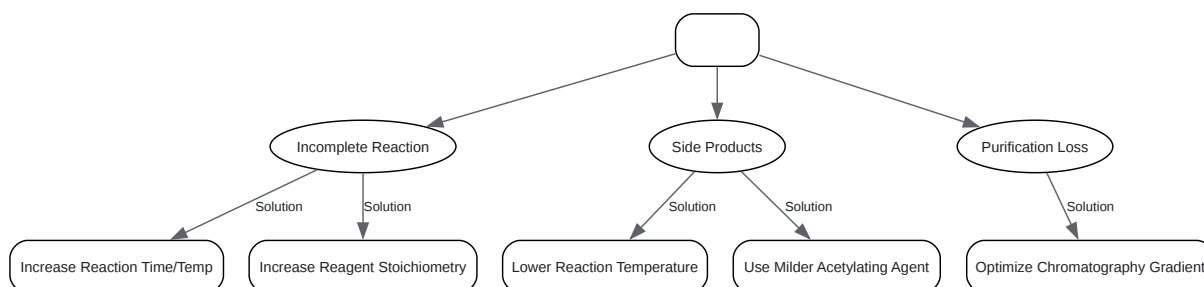 Incomplete Reaction
Side Products
Purification Loss
Solution
Solution
Solution
Solution
Solution
Increase Reaction Time/Temp
Increase Reagent Stoichiometry
Lower Reaction Temperature
Use Milder Acetylating Agent
Optimize Chromatography Gradient